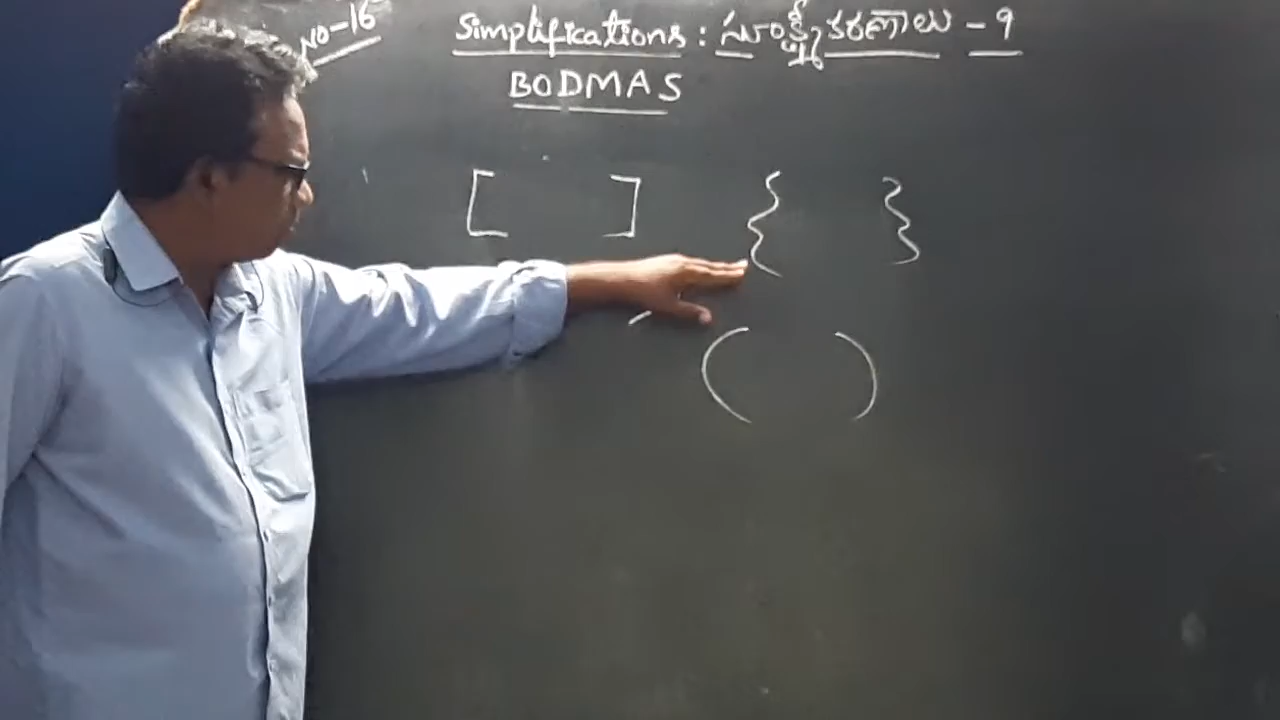 NO-16
Simplifications: సూక్ష్మీకరణాలు - 9
BODMAS
[ ] { }
( )